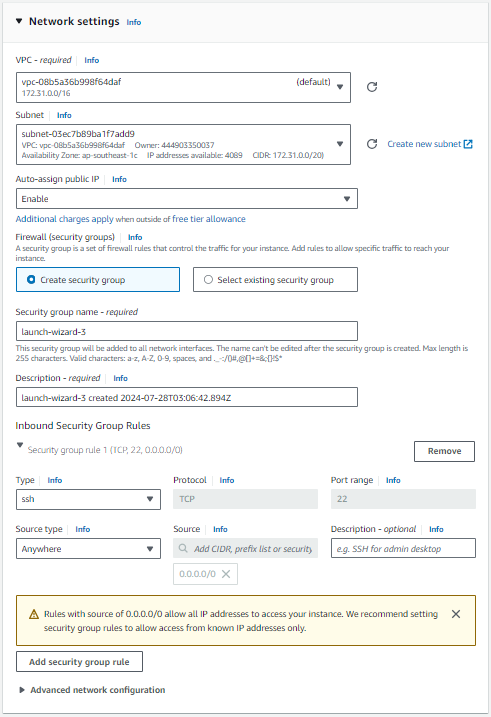 Network settings Info
VPC - required Info
vpc-08b5a36b998f64daf (default)
172.31.0.0/16
Subnet Info
subnet-03ec7b89ba1f7add9
VPC: vpc-08b5a36b998f64daf Owner: 444903350037
Availability Zone: ap-southeast-1c IP addresses available: 4089 CIDR: 172.31.0.0/20)
Create new subnet
Auto-assign public IP Info
Enable
Additional charges apply when outside of free tier allowance
Firewall (security groups) Info
A security group is a set of firewall rules that control the traffic for your instance. Add rules to allow specific traffic to reach your
instance.
Create security group
Select existing security group
Security group name - required
launch-wizard-3
This security group will be added to all network interfaces. The name can't be edited after the security group is created. Max length is
255 characters. Valid characters: a-z, A-Z, 0-9, spaces, and ._-:/()#,@[]+=&;{}!$*
Description - required Info
launch-wizard-3 created 2024-07-28T03:06:42.894Z
Inbound Security Group Rules
Security group rule 1 (TCP, 22, 0.0.0.0/0)
Remove
Type Info Protocol Info Port range Info
ssh TCP 22
Source type Info Source Info Description - optional Info
Anywhere Add CIDR, prefix list or security e.g. SSH for admin desktop
0.0.0.0/0
Rules with source of 0.0.0.0/0 allow all IP addresses to access your instance. We recommend setting
security group rules to allow access from known IP addresses only.
Add security group rule
Advanced network configuration